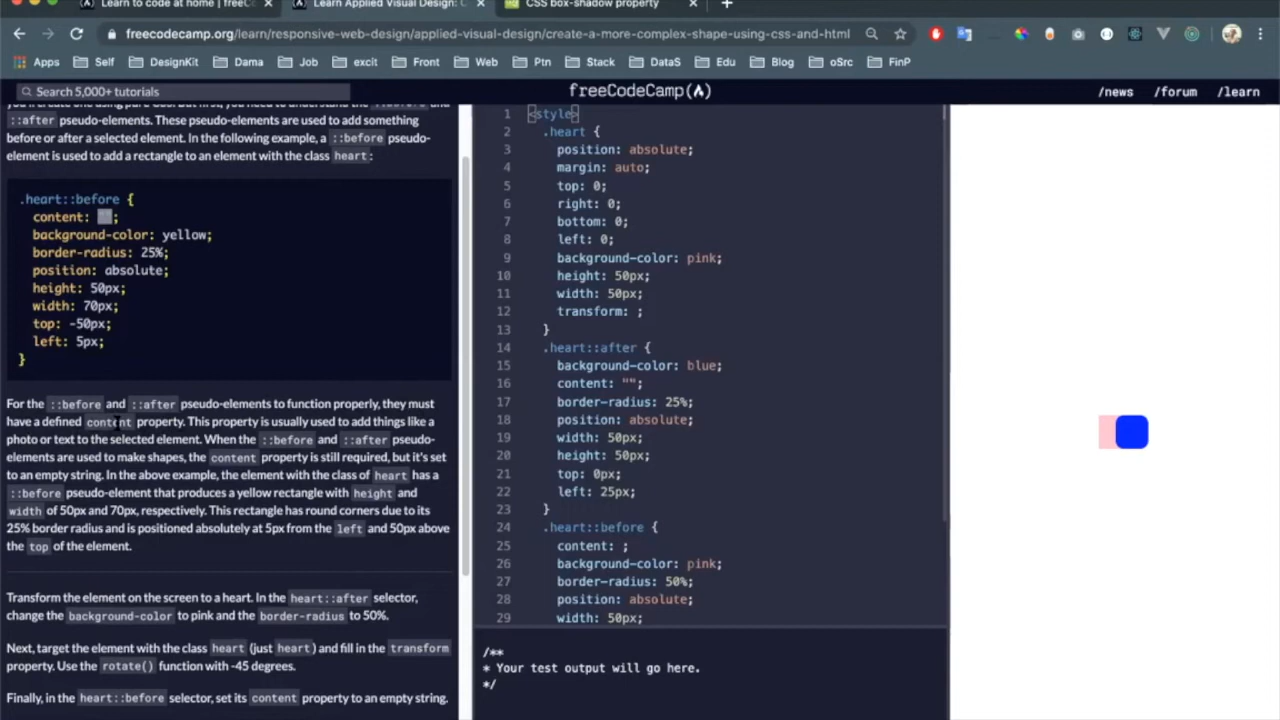 Learn to code at home | freeC
Learn Applied Visual Design: C
CSS box-shadow property
freecodecamp.org/learn/responsive-web-design/applied-visual-design/create-a-more-complex-shape-using-css-and-html
Apps Self DesignKit Dama Job excit Front Web Ptn Stack DataS Edu Blog oSrc FinP
Search 5,000+ tutorials
freeCodeCamp
/news /forum /learn
you'll create one using pure CSS. But first, you need to understand the ::before and
::after pseudo-elements. These pseudo-elements are used to add something
before or after a selected element. In the following example, a ::before pseudo-
element is used to add a rectangle to an element with the class heart:
.heart::before {
content: "";
background-color: yellow;
border-radius: 25%;
position: absolute;
height: 50px;
width: 70px;
top: -50px;
left: 5px;
}
For the ::before and ::after pseudo-elements to function properly, they must
have a defined content property. This property is usually used to add things like a
photo or text to the selected element. When the ::before and ::after pseudo-
elements are used to make shapes, the content property is still required, but it's set
to an empty string. In the above example, the element with the class of heart has a
::before pseudo-element that produces a yellow rectangle with height and
width of 50px and 70px, respectively. This rectangle has round corners due to its
25% border radius and is positioned absolutely at 5px from the left and 50px above
the top of the element.
Transform the element on the screen to a heart. In the heart::after selector,
change the background-color to pink and the border-radius to 50%.
Next, target the element with the class heart (just heart) and fill in the transform
property. Use the rotate() function with -45 degrees.
Finally, in the heart::before selector, set its content property to an empty string.
1 <style>
2 .heart {
3 position: absolute;
4 margin: auto;
5 top: 0;
6 right: 0;
7 bottom: 0;
8 left: 0;
9 background-color: pink;
10 height: 50px;
11 width: 50px;
12 transform: ;
13 }
14 .heart::after {
15 background-color: blue;
16 content: "";
17 border-radius: 25%;
18 position: absolute;
19 width: 50px;
20 height: 50px;
21 top: 0px;
22 left: 25px;
23 }
24 .heart::before {
25 content: ;
26 background-color: pink;
27 border-radius: 50%;
28 position: absolute;
29 width: 50px;
/**
* Your test output will go here.
*/